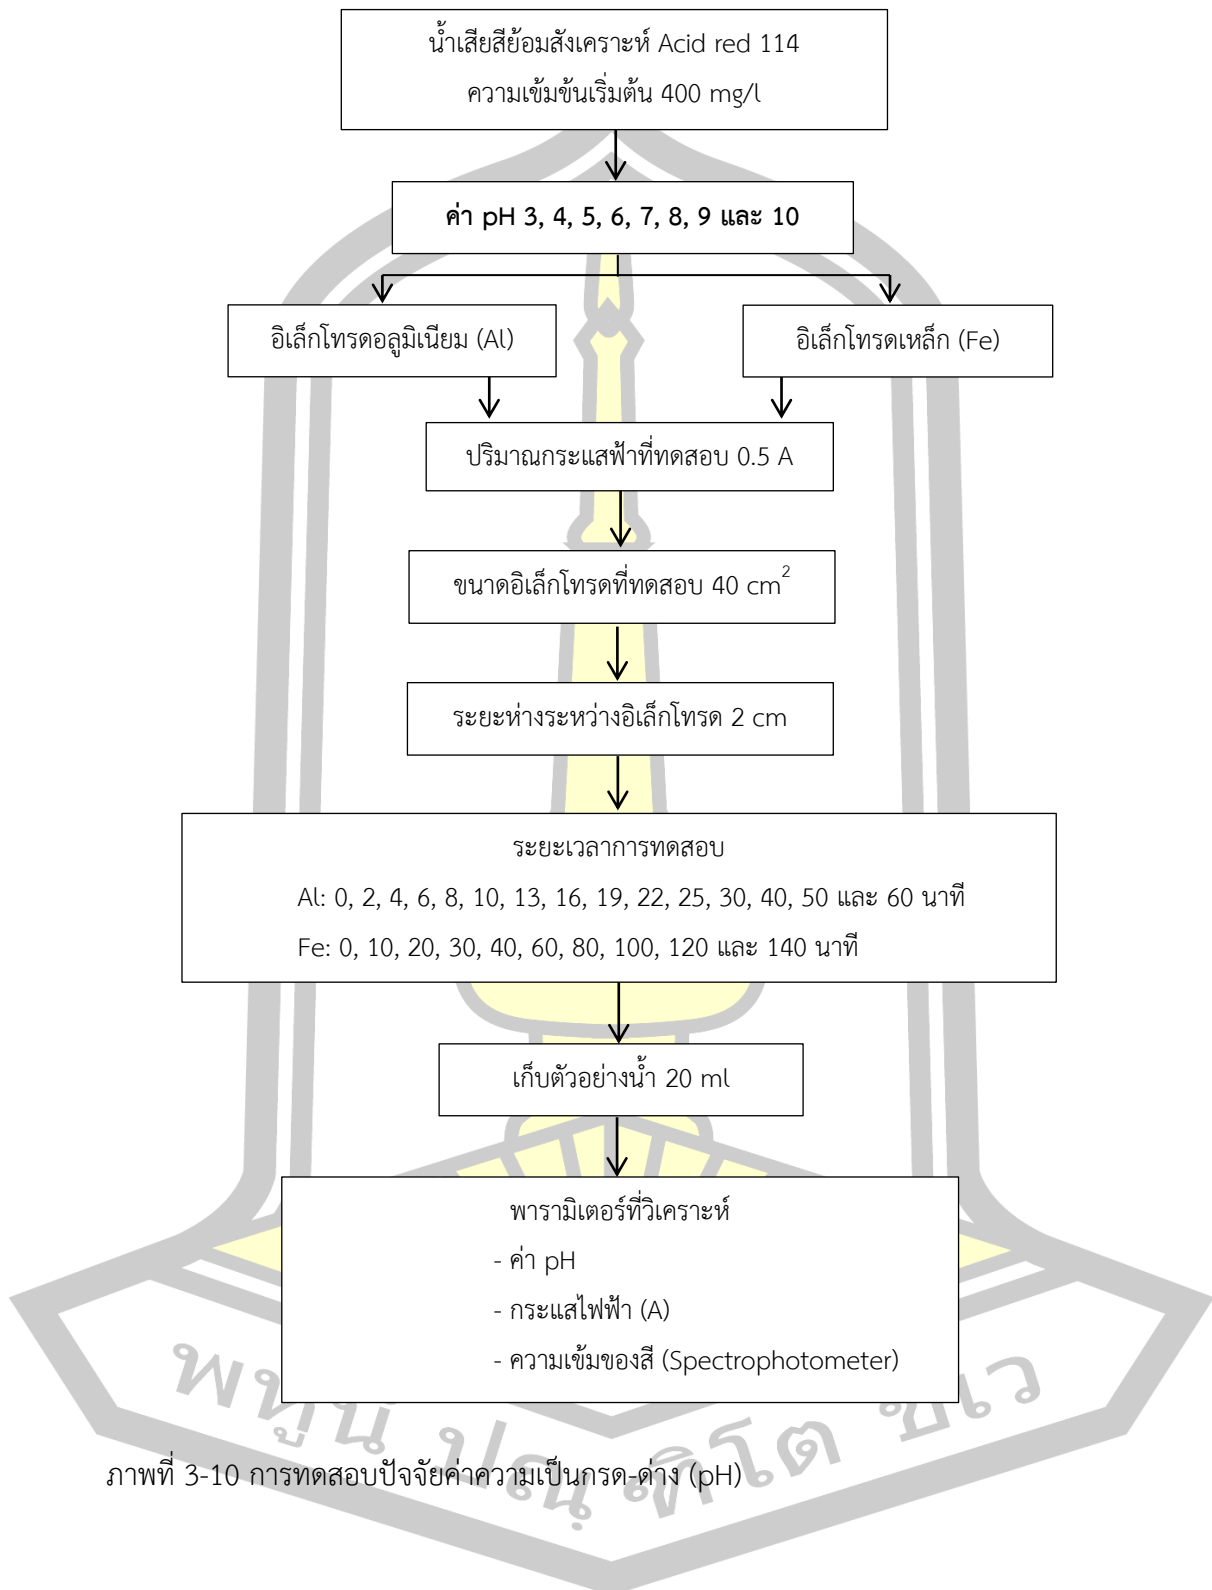 น้ำเสียสีย้อมสังเคราะห์ Acid red 114
ความเข้มข้นเริ่มต้น 400 mg/l
ค่า pH 3, 4, 5, 6, 7, 8, 9 และ 10
อิเล็กโทรดอลูมิเนียม (Al)
อิเล็กโทรดเหล็ก (Fe)
ปริมาณกระแสฟ้าที่ทดสอบ 0.5 A
ขนาดอิเล็กโทรดที่ทดสอบ 40 cm²
ระยะห่างระหว่างอิเล็กโทรด 2 cm
ระยะเวลาการทดสอบ
Al: 0, 2, 4, 6, 8, 10, 13, 16, 19, 22, 25, 30, 40, 50 และ 60 นาที
Fe: 0, 10, 20, 30, 40, 60, 80, 100, 120 และ 140 นาที
เก็บตัวอย่างน้ำ 20 ml
พารามิเตอร์ที่วิเคราะห์
- ค่า pH
- กระแสไฟฟ้า (A)
- ความเข้มของสี (Spectrophotometer)
พหูน ปณฺ ฑิโต ชีเว
ภาพที่ 3-10 การทดสอบปัจจัยค่าความเป็นกรด-ด่าง (pH)